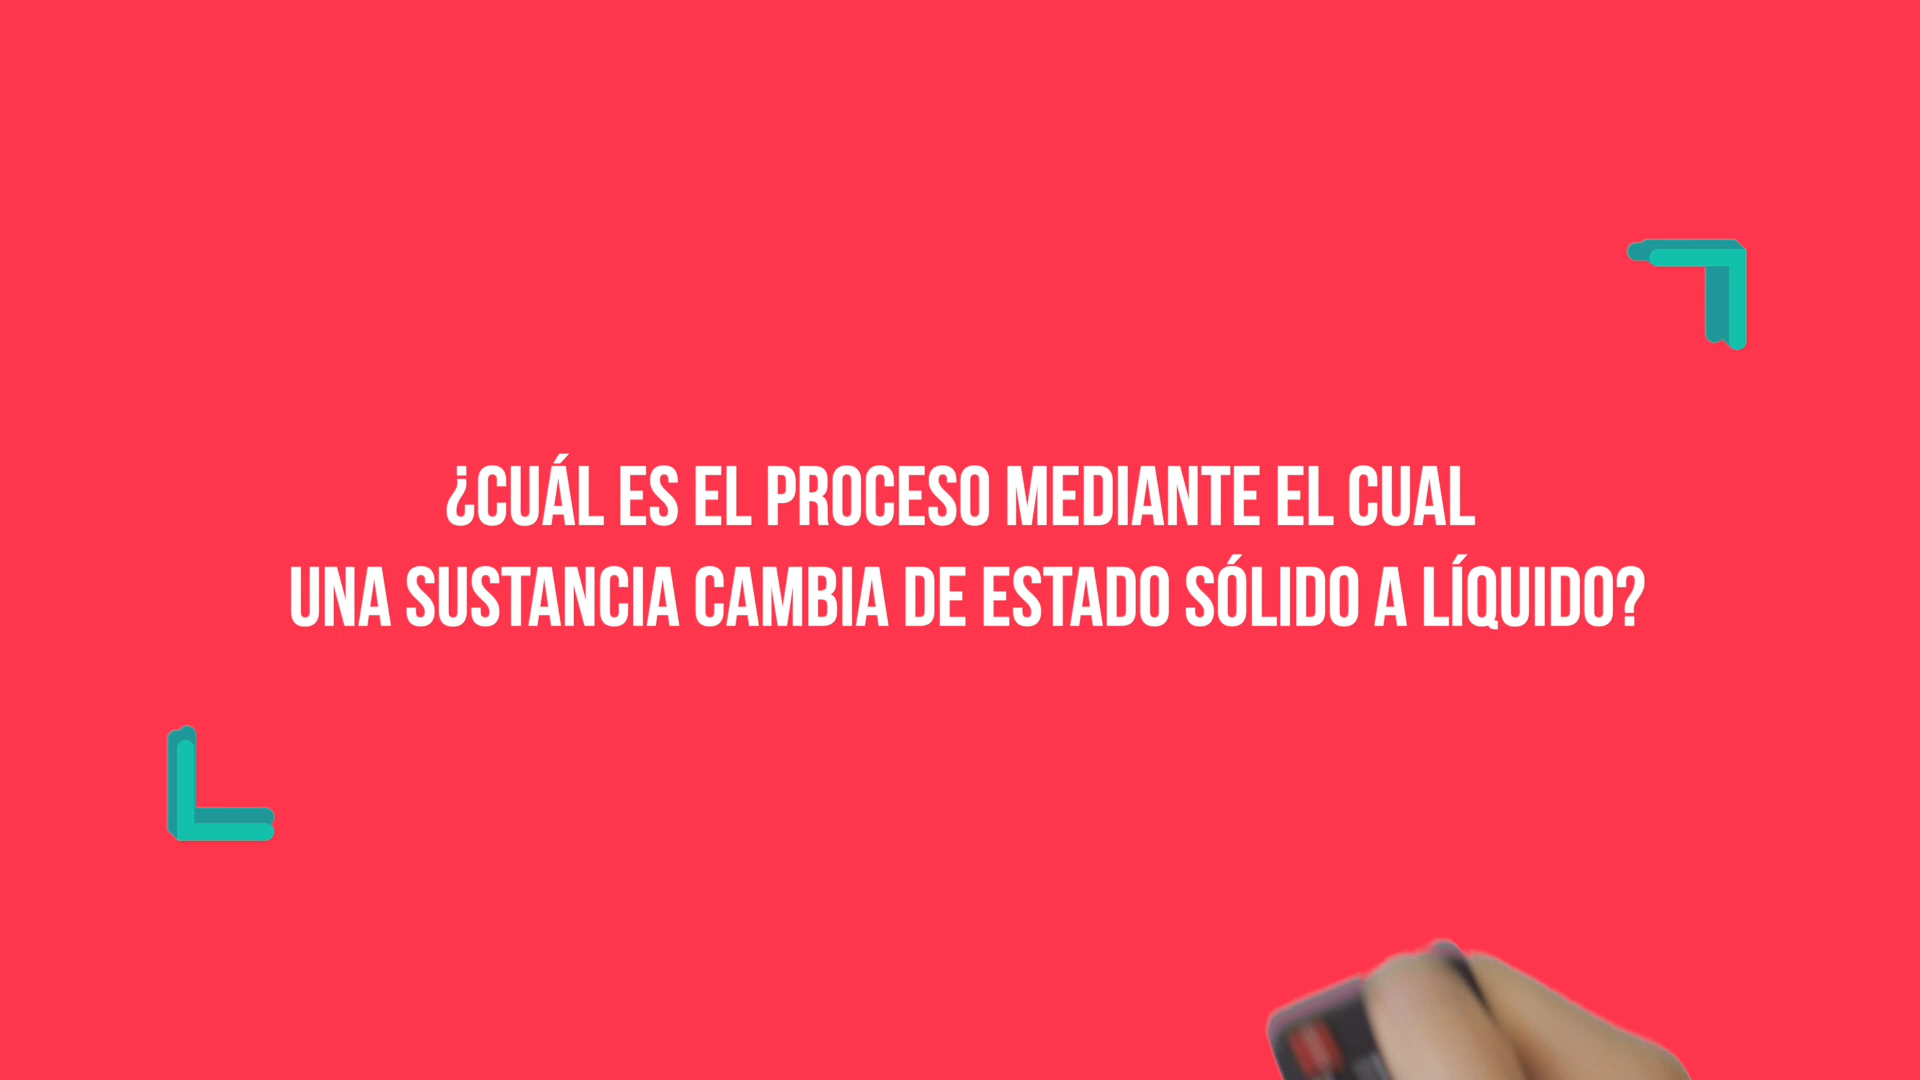 ¿CUÁL ES EL PROCESO MEDIANTE EL CUAL
UNA SUSTANCIA CAMBIA DE ESTADO SÓLIDO A LÍQUIDO?